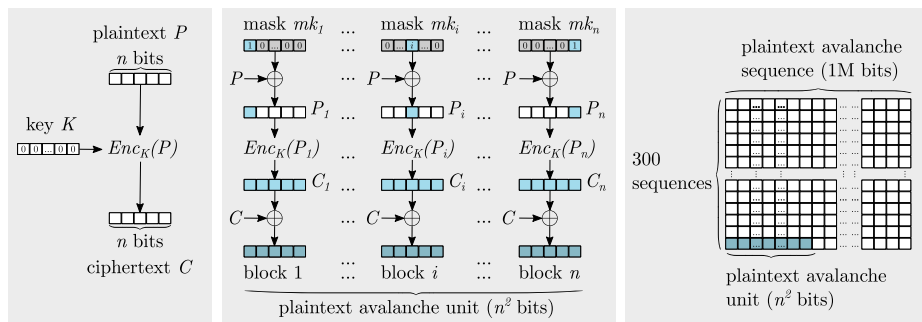 plaintext P
n bits
key K
0 0 ... 0 0
Enc_K(P)
n bits
ciphertext C
mask mk_1 ... mask mk_i ... mask mk_n
1 0 ... 0 0 ... 0 ... i ... 0 ... 0 0 ... 0 1
P ... P ... P
P_1 ... P_i ... P_n
Enc_K(P_1) ... Enc_K(P_i) ... Enc_K(P_n)
C_1 ... C_i ... C_n
C ... C ... C
block 1 ... block i ... block n
plaintext avalanche unit (n² bits)
plaintext avalanche
sequence (1M bits)
300
sequences
plaintext avalanche
unit (n² bits)